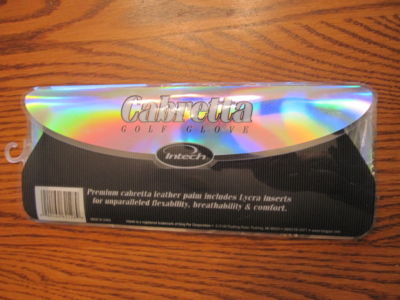 Cabretta
GOLF GLOVE
Intech
Premium cabretta leather palm includes Lycra inserts
for unparalleled flexability, breathability & comfort.